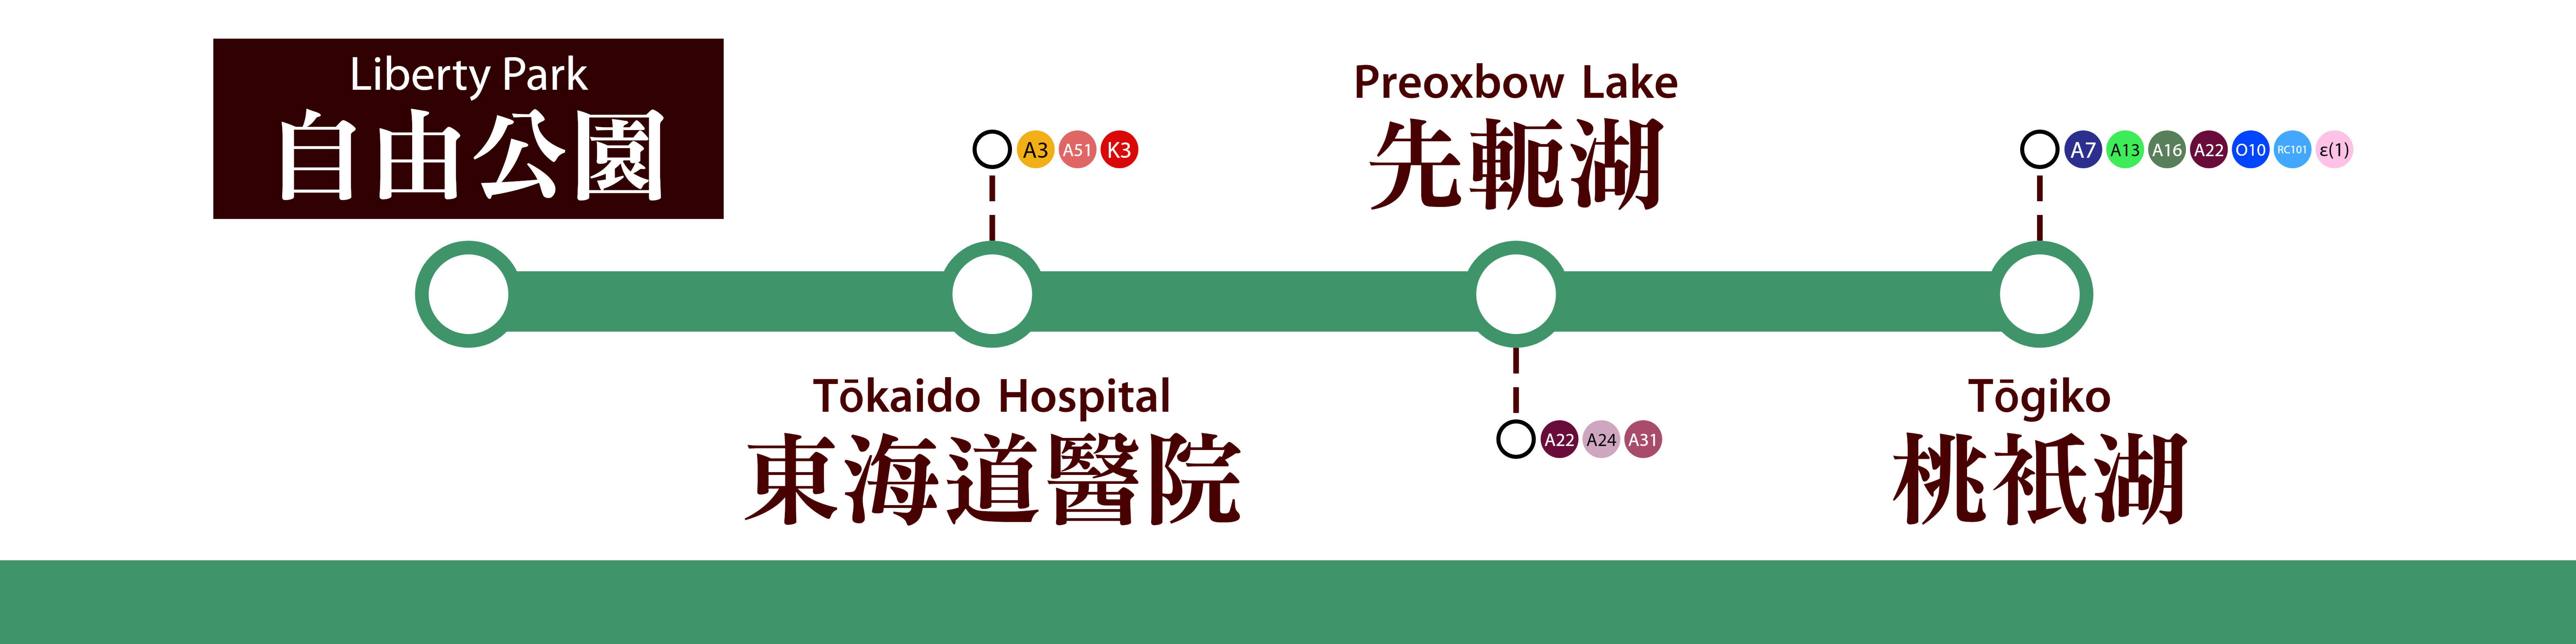 Liberty Park
自由公園
A3 A51 K3
Tōkaido Hospital
東海道醫院
Preoxbow Lake
先軛湖
A22 A24 A31
A7 A13 A16 A22 O10 RC101 ε(1)
Tōgiko
桃祇湖